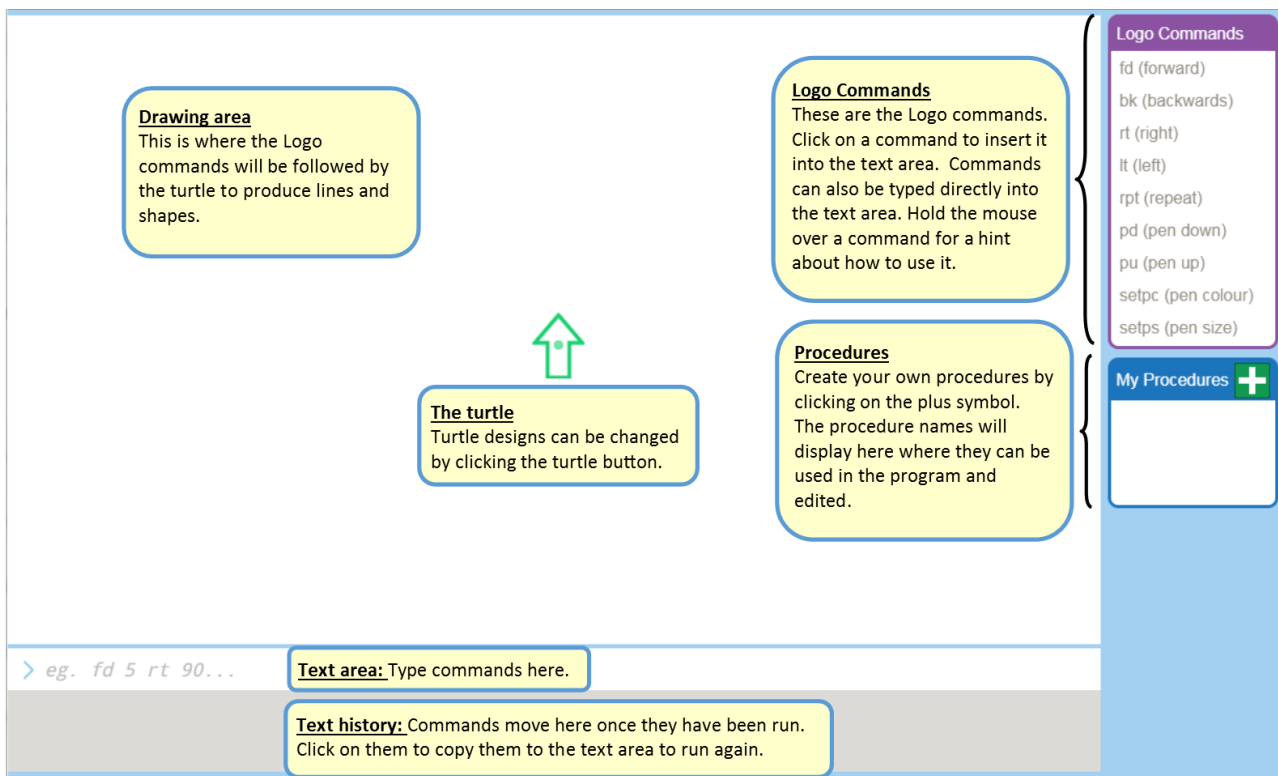 Drawing area
This is where the Logo
commands will be followed by
the turtle to produce lines and
shapes.
Logo Commands
These are the Logo commands.
Click on a command to insert it
into the text area.  Commands
can also be typed directly into
the text area. Hold the mouse
over a command for a hint
about how to use it.
Logo Commands
fd (forward)
bk (backwards)
rt (right)
lt (left)
rpt (repeat)
pd (pen down)
pu (pen up)
setpc (pen colour)
setps (pen size)
The turtle
Turtle designs can be changed
by clicking the turtle button.
Procedures
Create your own procedures by
clicking on the plus symbol.
The procedure names will
display here where they can be
used in the program and
edited.
My Procedures
> eg. fd 5 rt 90...
Text area: Type commands here.
Text history: Commands move here once they have been run.
Click on them to copy them to the text area to run again.